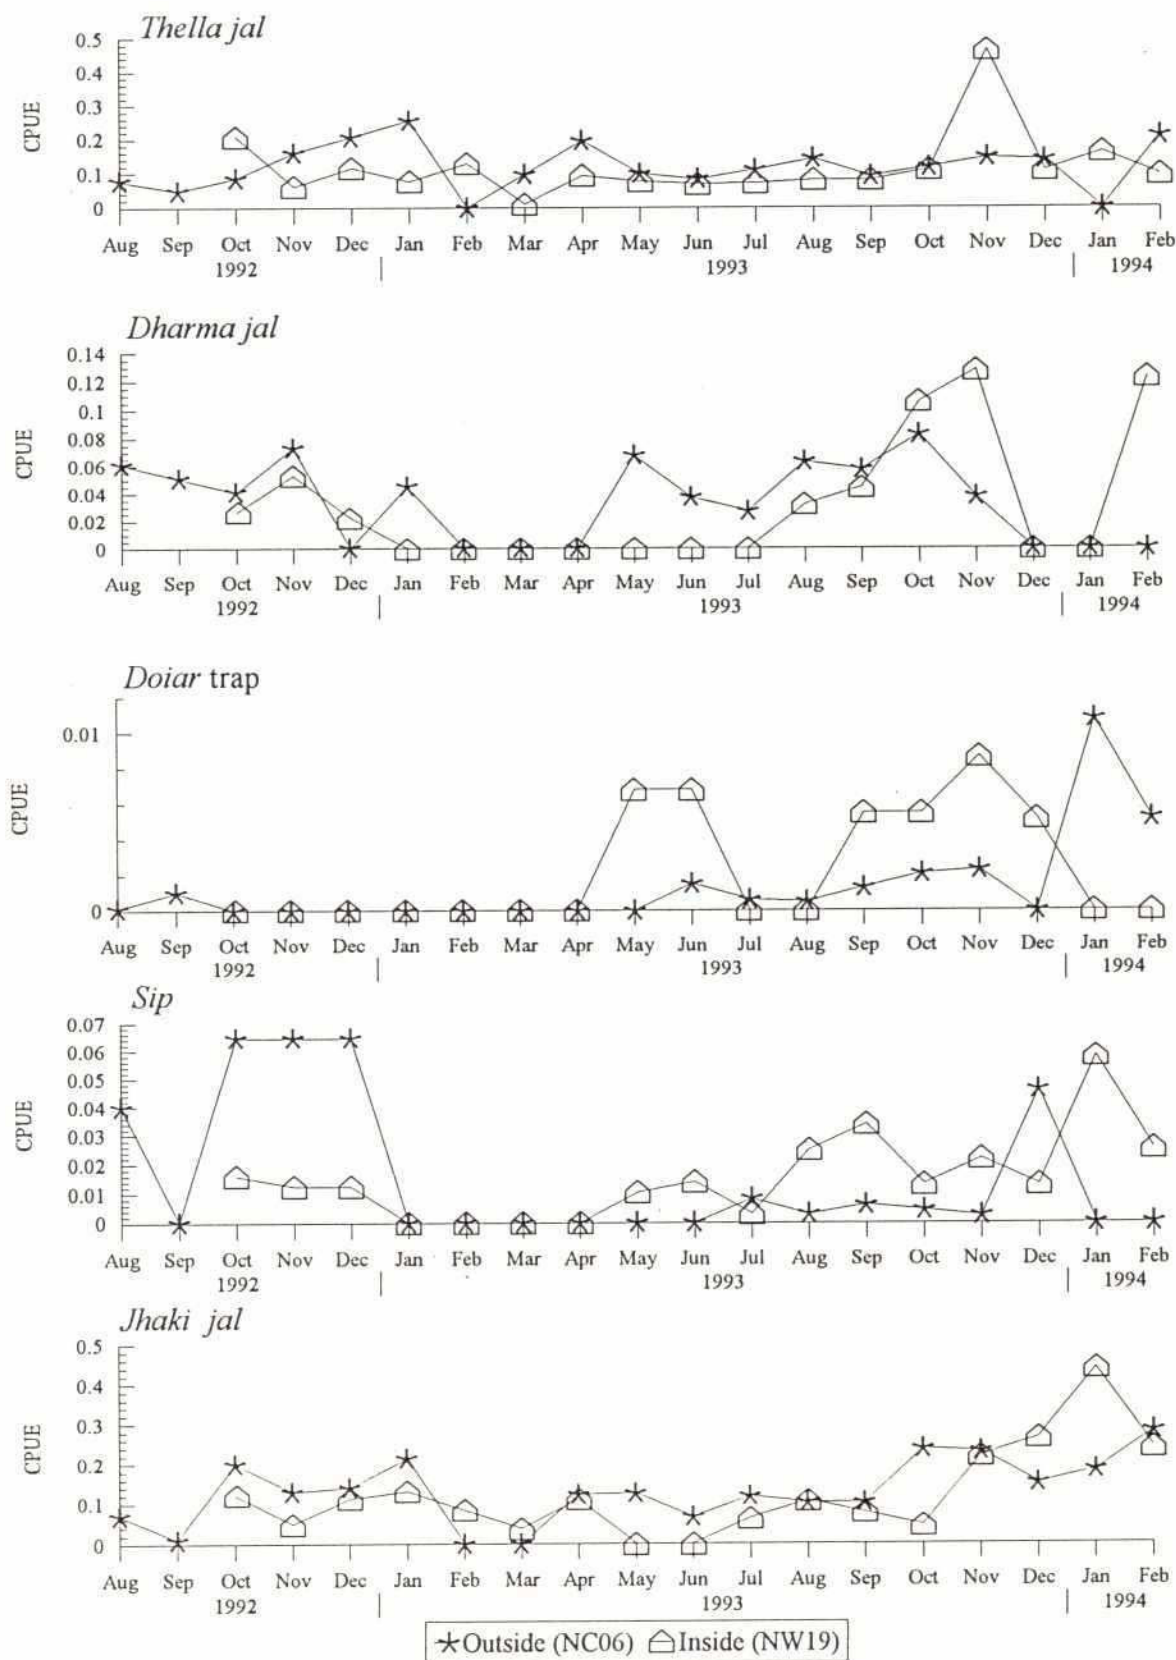 Thella jal
0.5
0.4
0.3
0.2
0.1
0
CPUE
Aug Sep Oct Nov Dec Jan Feb Mar Apr May Jun Jul Aug Sep Oct Nov Dec Jan Feb
1992 | 1993 | 1994
Dharma jal
0.14
0.12
0.1
0.08
0.06
0.04
0.02
0
CPUE
Aug Sep Oct Nov Dec Jan Feb Mar Apr May Jun Jul Aug Sep Oct Nov Dec Jan Feb
1992 | 1993 | 1994
Doiar trap
0.01
0
CPUE
Aug Sep Oct Nov Dec Jan Feb Mar Apr May Jun Jul Aug Sep Oct Nov Dec Jan Feb
1992 | 1993 | 1994
Sip
0.07
0.06
0.05
0.04
0.03
0.02
0.01
0
CPUE
Aug Sep Oct Nov Dec Jan Feb Mar Apr May Jun Jul Aug Sep Oct Nov Dec Jan Feb
1992 | 1993 | 1994
Jhaki jal
0.5
0.4
0.3
0.2
0.1
0
CPUE
Aug Sep Oct Nov Dec Jan Feb Mar Apr May Jun Jul Aug Sep Oct Nov Dec Jan Feb
1992 | 1993 | 1994
Outside (NC06) Inside (NW19)